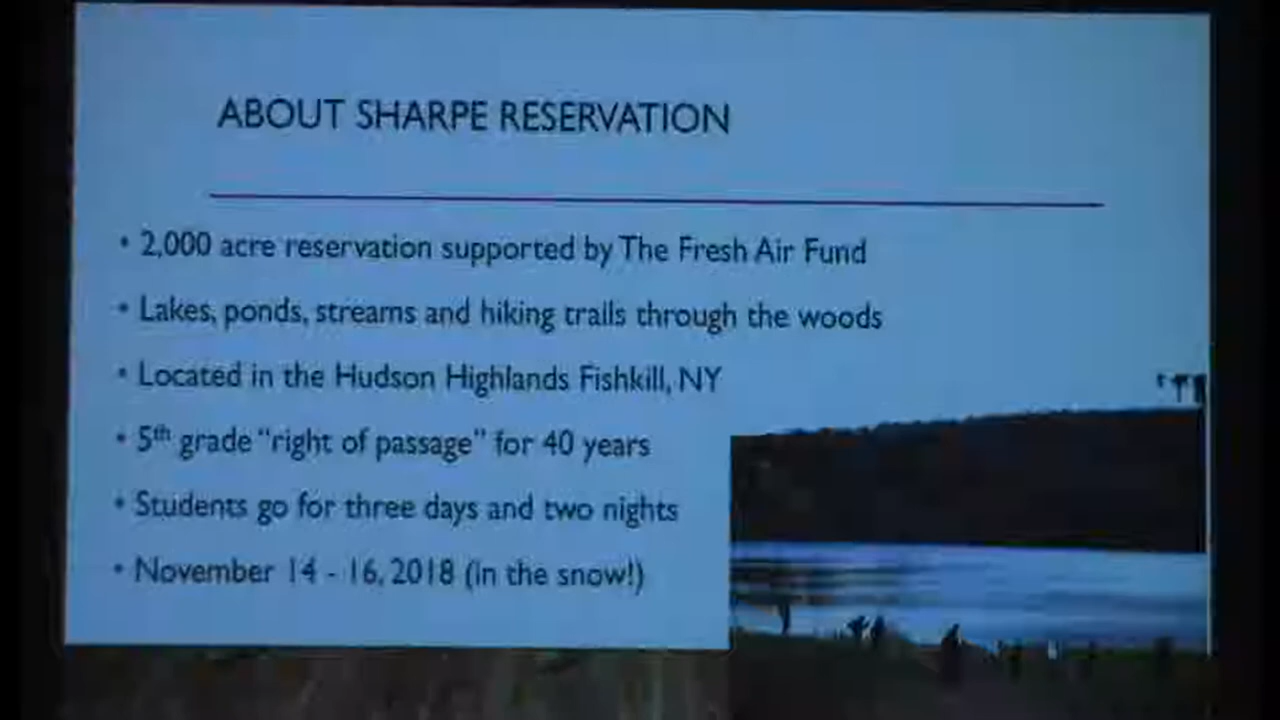 ABOUT SHARPE RESERVATION
• 2,000 acre reservation supported by The Fresh Air Fund
• Lakes, ponds, streams and hiking trails through the woods
• Located in the Hudson Highlands Fishkill, NY
• 5th grade "right of passage" for 40 years
• Students go for three days and two nights
• November 14 - 16, 2018 (in the snow!)